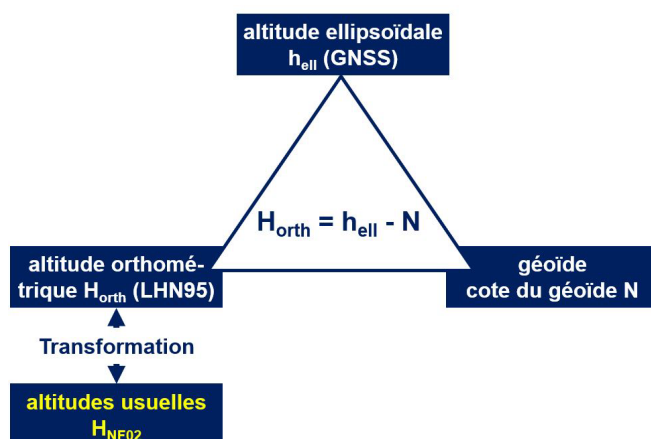 altitude ellipsoïdale
hell (GNSS)
Horth = hell - N
altitude orthomé-
trique Horth (LHN95)
géoïde
cote du géoïde N
Transformation
altitudes usuelles
HNF02